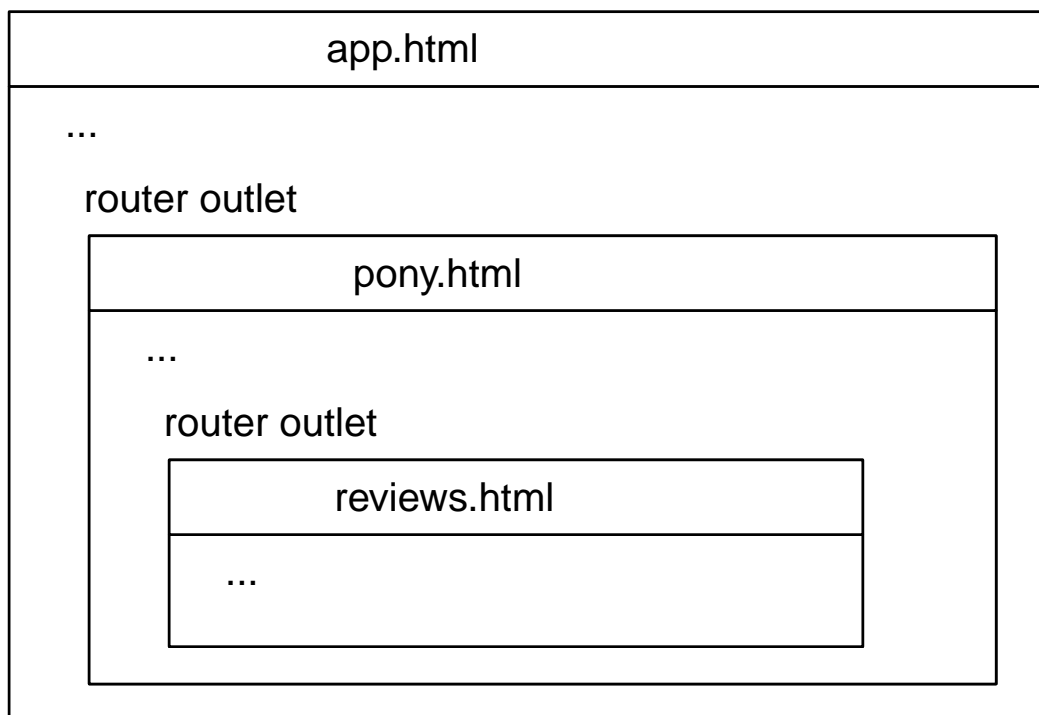 app.html
...
router outlet
pony.html
...
router outlet
reviews.html
...